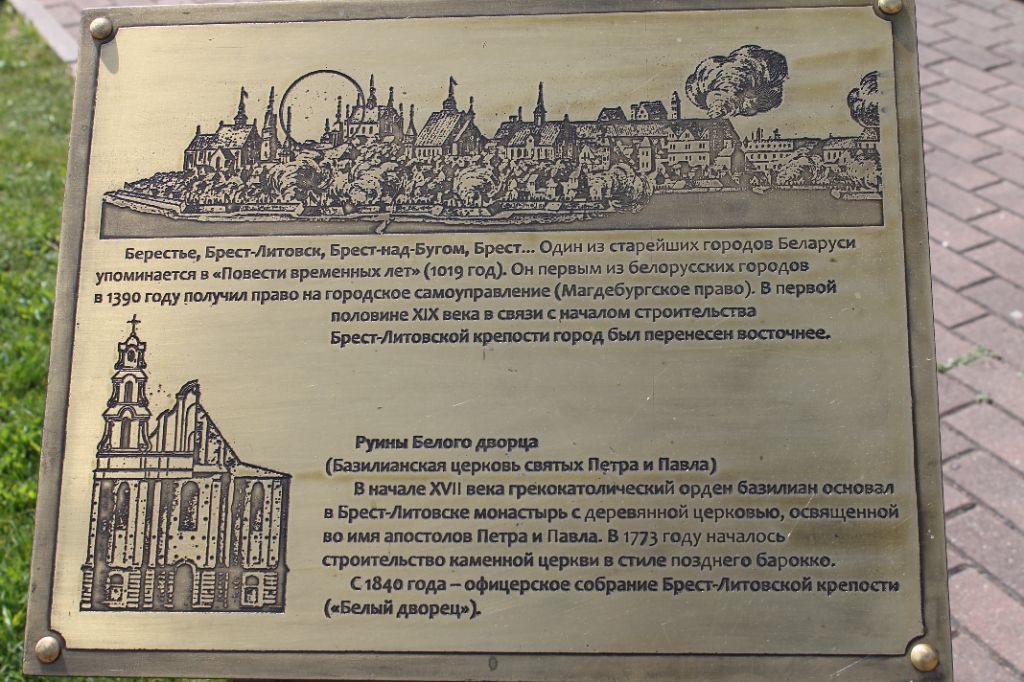 Берестье, Брест-Литовск, Брест-над-Бугом, Брест... Один из старейших городов Беларуси
упоминается в «Повести временных лет» (1019 год). Он первым из белорусских городов
в 1390 году получил право на городское самоуправление (Магдебургское право). В первой
половине XIX века в связи с началом строительства
Брест-Литовской крепости город был перенесен восточнее.
Руины Белого дворца
(Базилианская церковь святых Петра и Павла)
В начале XVII века грекокатолический орден базилиан основал
в Брест-Литовске монастырь с деревянной церковью, освященной
во имя апостолов Петра и Павла. В 1773 году началось
строительство каменной церкви в стиле позднего барокко.
С 1840 года – офицерское собрание Брест-Литовской крепости
(«Белый дворец»).